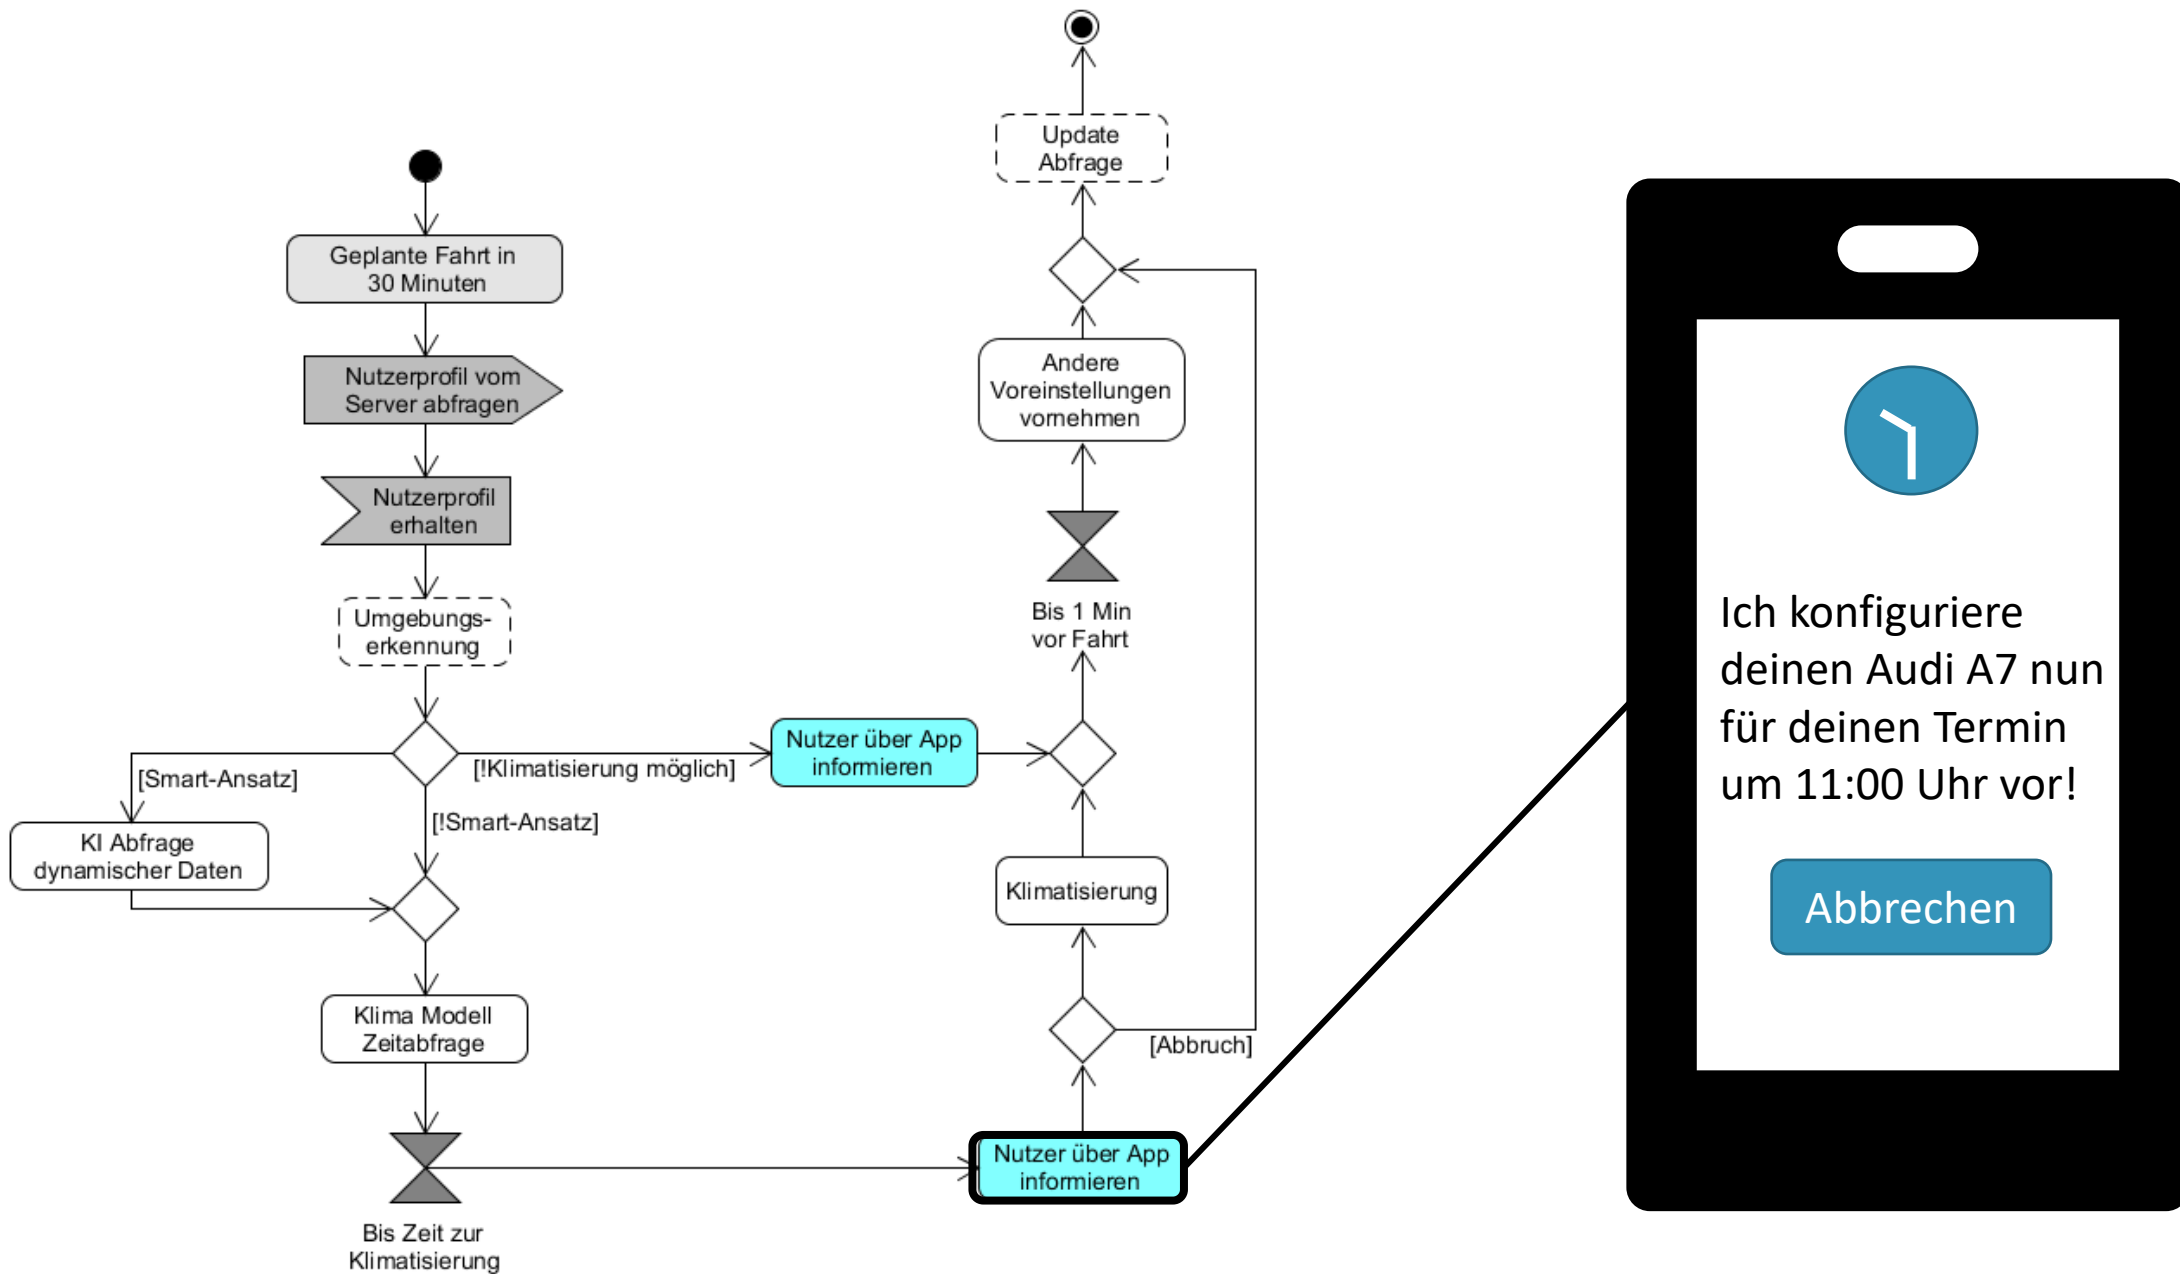 Geplante Fahrt in
30 Minuten
Nutzerprofil vom
Server abfragen
Nutzerprofil
erhalten
Umgebungs-
erkennung
[Smart-Ansatz]
[!Klimatisierung möglich]
[!Smart-Ansatz]
KI Abfrage
dynamischer Daten
Klima Modell
Zeitabfrage
Bis Zeit zur
Klimatisierung
Nutzer über App
informieren
Update
Abfrage
Andere
Voreinstellungen
vornehmen
Bis 1 Min
vor Fahrt
Klimatisierung
[Abbruch]
Nutzer über App
informieren
Ich konfiguriere
deinen Audi A7 nun
für deinen Termin
um 11:00 Uhr vor!
Abbrechen